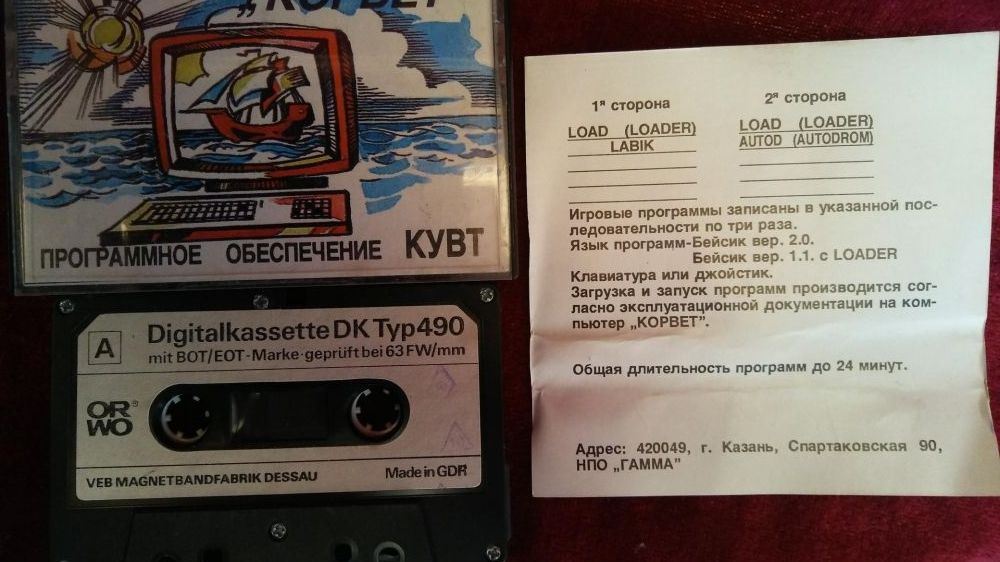 „КОРВЕТ"
ПРОГРАММНОЕ ОБЕСПЕЧЕНИЕ КУВТ
A
Digitalkassette DK Typ 490
mit BOT/EOT-Marke·geprüft bei 63 FW/mm
ORWO®
VEB MAGNETBANDFABRIK DESSAU
Made in GDR
1я сторона
LOAD (LOADER)
LABIK
2я сторона
LOAD (LOADER)
AUTOD (AUTODROM)
Игровые программы записаны в указанной пос-
ледовательности по три раза.
Язык программ-Бейсик вер. 2.0.
Бейсик вер. 1.1. с LOADER
Клавиатура или джойстик.
Загрузка и запуск программ производится сог-
ласно эксплуатационной документации на ком-
пьютер „КОРВЕТ".
Общая длительность программ до 24 минут.
Адрес: 420049, г. Казань, Спартаковская 90,
НПО „ГАММА"